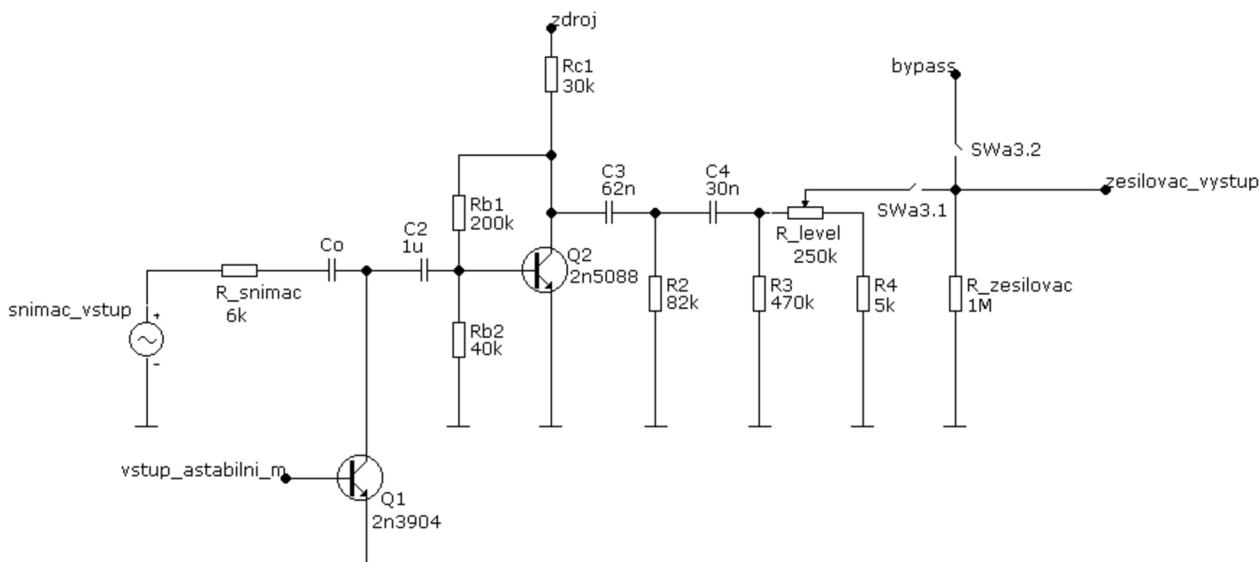 zdroj
Rc1
30k
bypass
SWa3.2
C3
62n
C4
30n
zesilovac_vystup
SWa3.1
Rb1
200k
R_level
250k
Co
C2
1u
Q2
2n5088
R_snimac
6k
R2
82k
R3
470k
R4
5k
R_zesilovac
1M
snimac_vstup
+
-
Rb2
40k
vstup_astabilni_m
Q1
2n3904